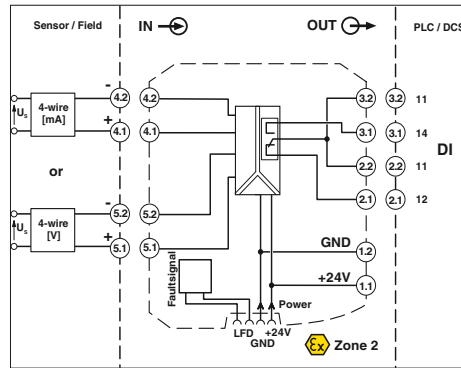 Sensor / Field
IN
OUT
PLC / DCS
-
4.2
4.2
3.2
3.2
11
Us
4-wire
[mA]
+
4.1
4.1
3.1
3.1
14
or
2.2
2.2
11
DI
2.1
2.1
12
-
5.2
5.2
Us
4-wire
[V]
+
5.1
5.1
GND
1.2
+24V
1.1
Faultsignal
Power
LFD
+24V
GND
Ex
Zone 2